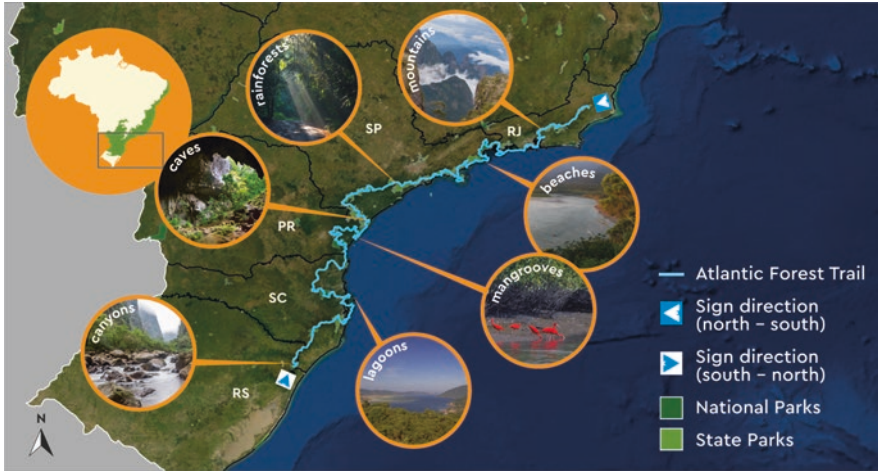 rainforests
mountains
SP
RJ
caves
beaches
PR
mangrooves
SC
canyons
lagoons
RS
N
Atlantic Forest Trail
Sign direction
(north – south)
Sign direction
(south – north)
National Parks
State Parks